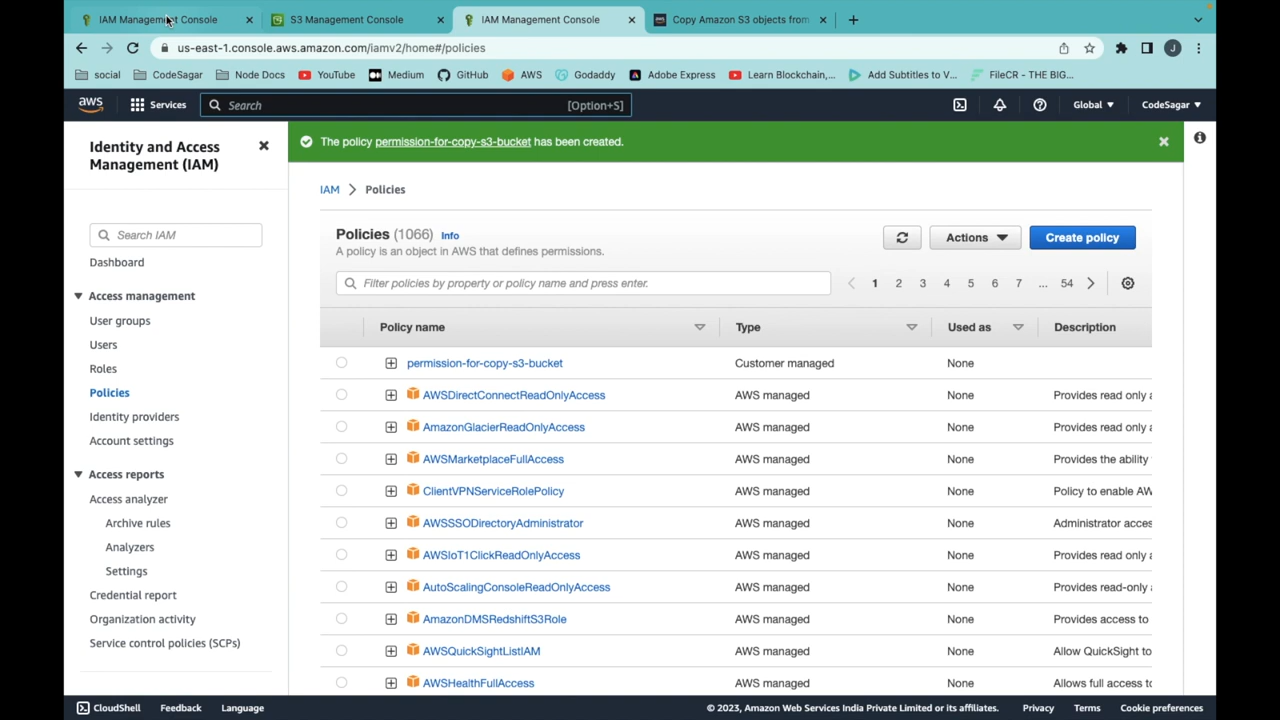 IAM Management Console
S3 Management Console
IAM Management Console
Copy Amazon S3 objects from
us-east-1.console.aws.amazon.com/iamv2/home#/policies
J
social
CodeSagar
Node Docs
YouTube
Medium
GitHub
AWS
Godaddy
Adobe Express
Learn Blockchain,...
Add Subtitles to V...
FileCR - THE BIG...
aws
Services
Search
[Option+S]
Global
CodeSagar
Identity and Access
Management (IAM)
Search IAM
Dashboard
Access management
User groups
Users
Roles
Policies
Identity providers
Account settings
Access reports
Access analyzer
Archive rules
Analyzers
Settings
Credential report
Organization activity
Service control policies (SCPs)
The policy permission-for-copy-s3-bucket has been created.
IAM > Policies
Policies (1066) Info
A policy is an object in AWS that defines permissions.
Actions
Create policy
Filter policies by property or policy name and press enter.
1 2 3 4 5 6 7 ... 54
Policy name Type Used as Description
permission-for-copy-s3-bucket Customer managed None
AWSDirectConnectReadOnlyAccess AWS managed None Provides read only a
AmazonGlacierReadOnlyAccess AWS managed None Provides read only a
AWSMarketplaceFullAccess AWS managed None Provides the ability
ClientVPNServiceRolePolicy AWS managed None Policy to enable AW
AWSSSODirectoryAdministrator AWS managed None Administrator acces
AWSIoT1ClickReadOnlyAccess AWS managed None Provides read only a
AutoScalingConsoleReadOnlyAccess AWS managed None Provides read-only a
AmazonDMSRedshiftS3Role AWS managed None Provides access to
AWSQuickSightListIAM AWS managed None Allow QuickSight to
AWSHealthFullAccess AWS managed None Allows full access to
CloudShell
Feedback
Language
© 2023, Amazon Web Services India Private Limited or its affiliates.
Privacy
Terms
Cookie preferences